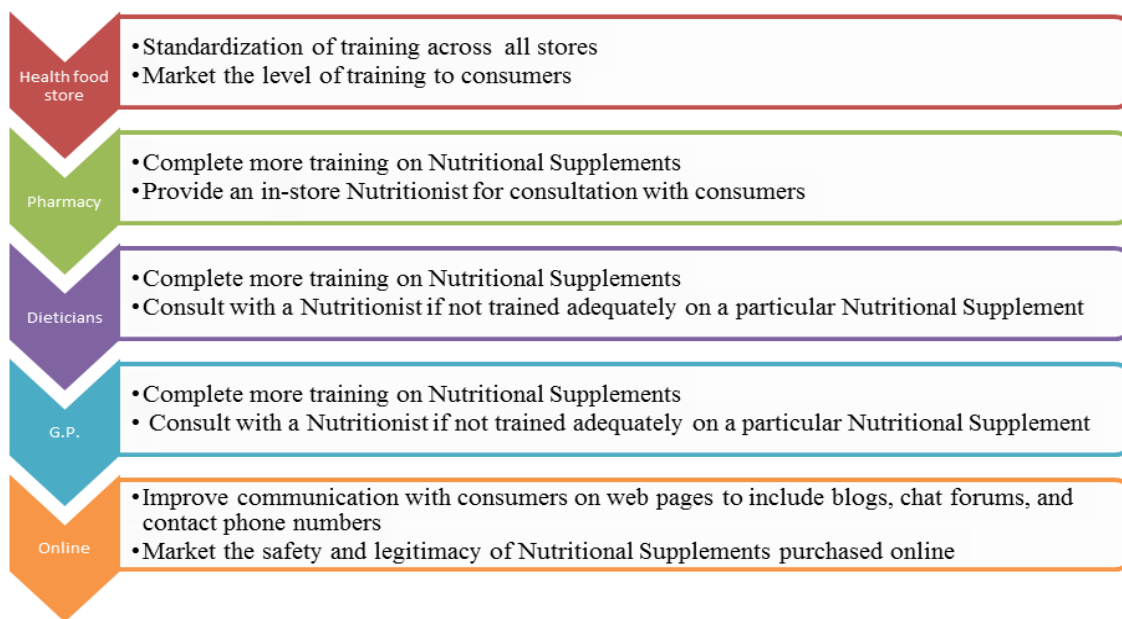 Health food
store
•Standardization of training across all stores
•Market the level of training to consumers
Pharmacy
•Complete more training on Nutritional Supplements
•Provide an in-store Nutritionist for consultation with consumers
Dieticians
•Complete more training on Nutritional Supplements
•Consult with a Nutritionist if not trained adequately on a particular Nutritional Supplement
G.P.
•Complete more training on Nutritional Supplements
• Consult with a Nutritionist if not trained adequately on a particular Nutritional Supplement
Online
•Improve communication with consumers on web pages to include blogs, chat forums, and
contact phone numbers
•Market the safety and legitimacy of Nutritional Supplements purchased online